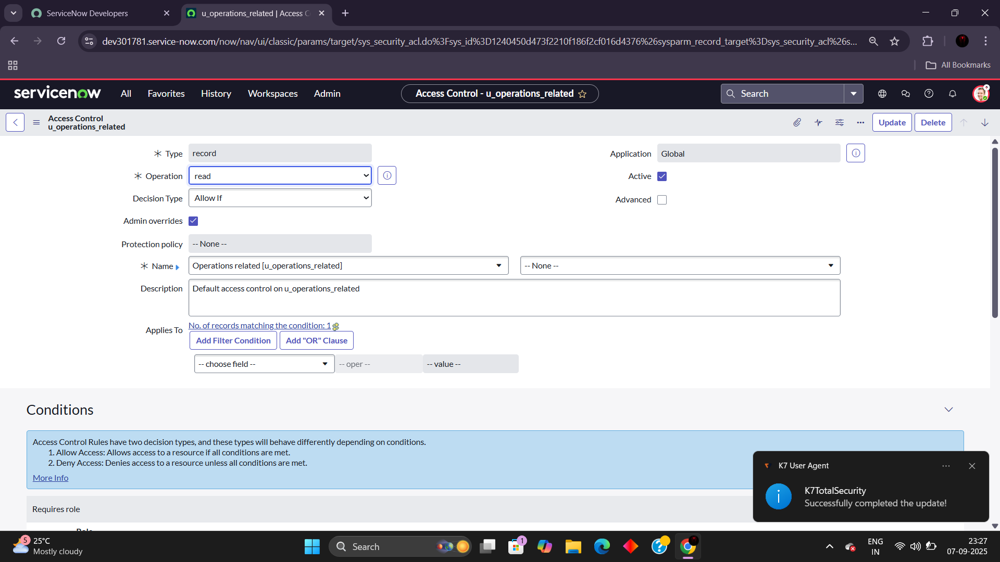 ServiceNow Developers
u_operations_related | Access C
dev301781.service-now.com/now/nav/ui/classic/params/target/sys_security_acl.do%3Fsys_id%3D1240450d473f2210f186f2cf016d4376%26sysparm_record_target%3Dsys_security_acl%26s...
All Bookmarks
servicenow
All
Favorites
History
Workspaces
Admin
Access Control - u_operations_related
Search
Access Control
u_operations_related
Update
Delete
Type
record
Application
Global
Operation
read
Active
Decision Type
Allow If
Advanced
Admin overrides
Protection policy
-- None --
Name
Operations related [u_operations_related]
-- None --
Description
Default access control on u_operations_related
Applies To
No. of records matching the condition: 1
Add Filter Condition
Add "OR" Clause
-- choose field --
-- oper --
-- value --
Conditions
Access Control Rules have two decision types, and these types will behave differently depending on conditions.
1. Allow Access: Allows access to a resource if all conditions are met.
2. Deny Access: Denies access to a resource unless all conditions are met.
More Info
Requires role
K7 User Agent
K7TotalSecurity
Successfully completed the update!
5
25°C
Mostly cloudy
Search
1
ENG
IN
23:27
07-09-2025